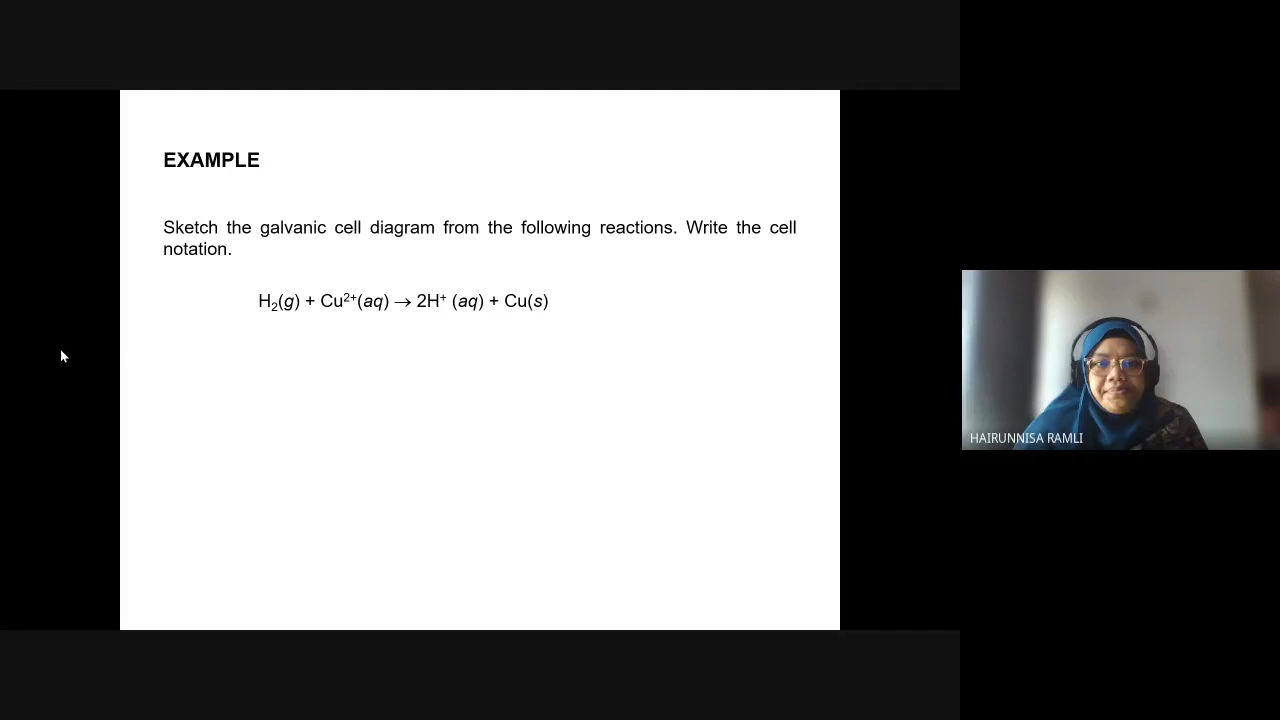 EXAMPLE
Sketch the galvanic cell diagram from the following reactions. Write the cell
notation.
H₂(g) + Cu²⁺(aq) → 2H⁺ (aq) + Cu(s)
HAIRUNNISA RAMLI